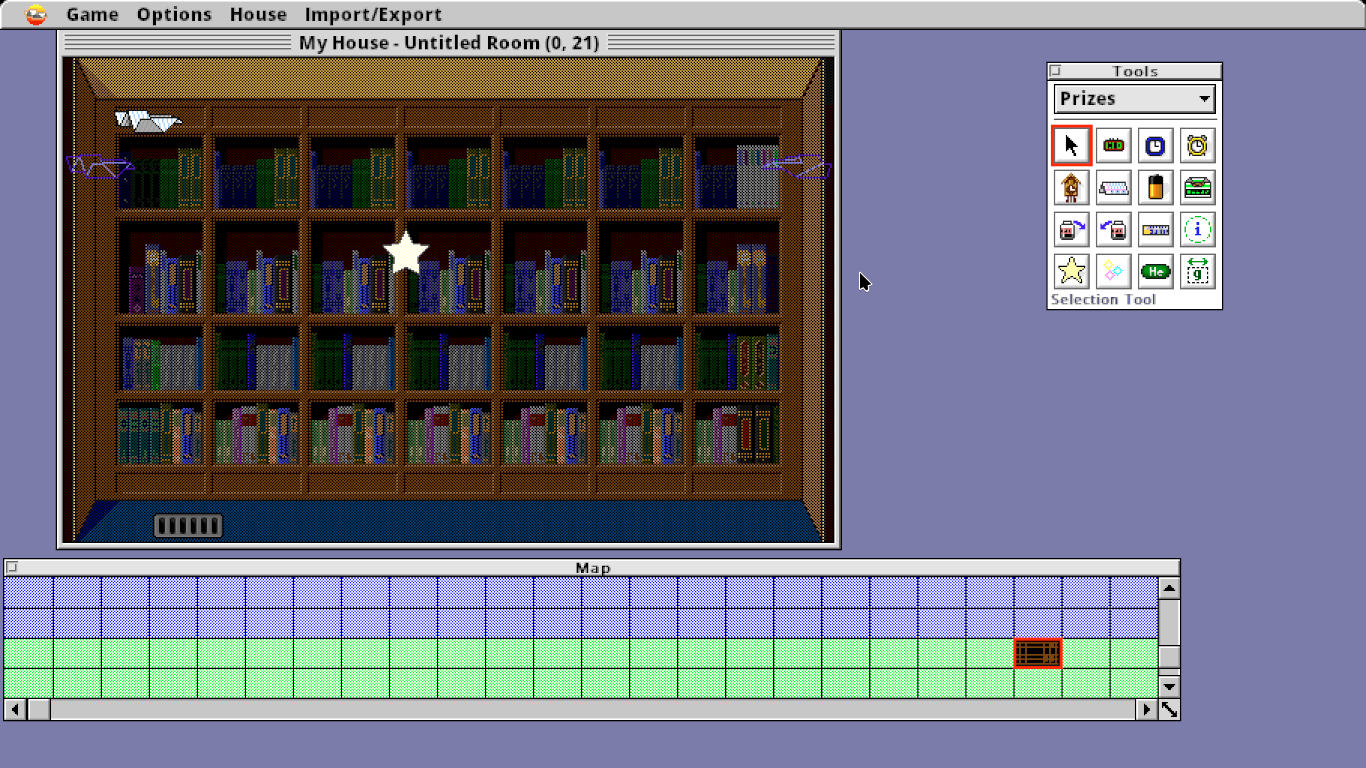 Game Options House Import/Export
My House - Untitled Room (0, 21)
Tools
Prizes
i
He
g
Selection Tool
Map